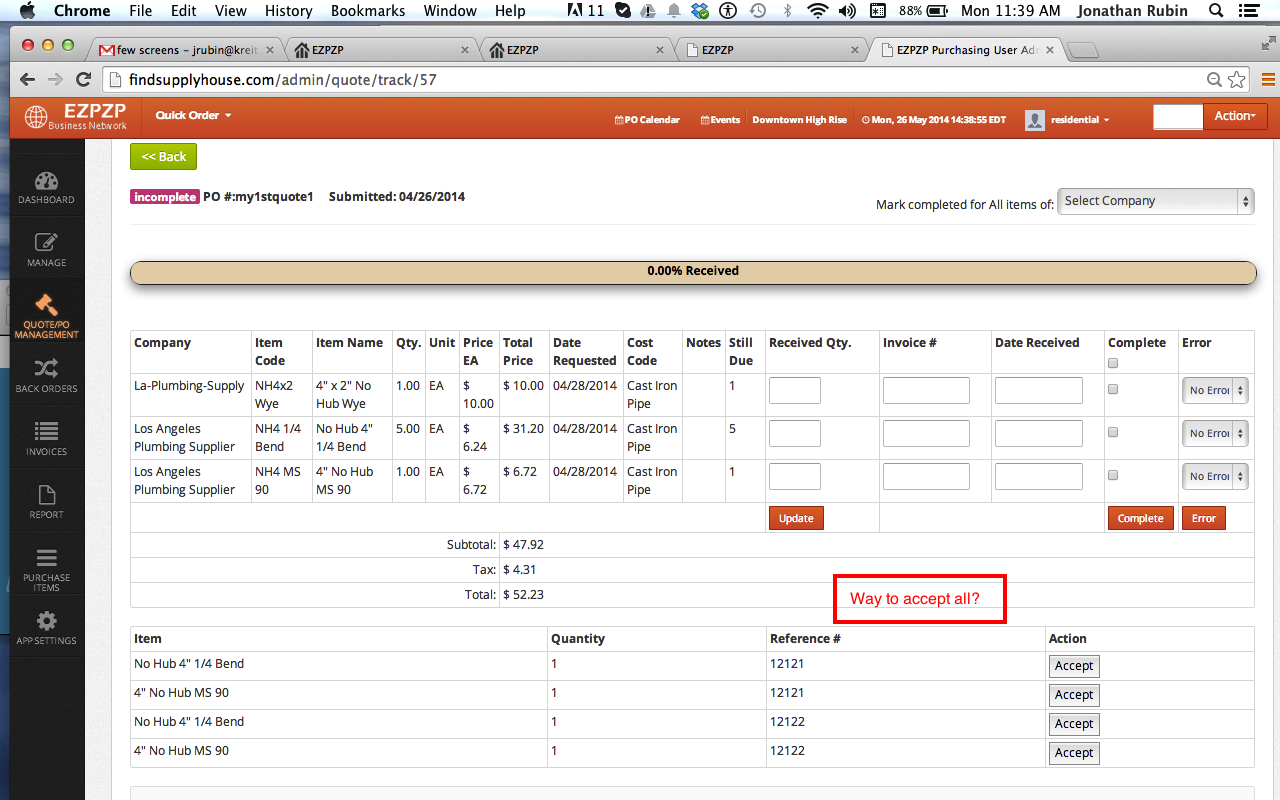 Chrome File Edit View History Bookmarks Window Help 11 88% Mon 11:39 AM Jonathan Rubin
few screens – jrubin@kreit × EZPZP × EZPZP × EZPZP × EZPZP Purchasing User Adm ×
findsupplyhouse.com/admin/quote/track/57
EZPZP
Business Network
Quick Order
PO Calendar Events Downtown High Rise Mon, 26 May 2014 14:38:55 EDT residential Action
DASHBOARD
MANAGE
QUOTE/PO
MANAGEMENT
BACK ORDERS
INVOICES
REPORT
PURCHASE
ITEMS
APP SETTINGS
<< Back
incomplete PO #:my1stquote1 Submitted: 04/26/2014
Mark completed for All items of: Select Company
0.00% Received
Company Item Item Name Qty. Unit Price Total Date Cost Notes Still Received Qty. Invoice # Date Received Complete Error
Code EA Price Requested Code Due
La-Plumbing-Supply NH4x2 4" x 2" No 1.00 EA $ $ 10.00 04/28/2014 Cast Iron 1 No Error
Wye Hub Wye 10.00 Pipe
Los Angeles NH4 1/4 No Hub 4" 5.00 EA $ $ 31.20 04/28/2014 Cast Iron 5 No Error
Plumbing Supplier Bend 1/4 Bend 6.24 Pipe
Los Angeles NH4 MS 4" No Hub 1.00 EA $ $ 6.72 04/28/2014 Cast Iron 1 No Error
Plumbing Supplier 90 MS 90 6.72 Pipe
Update Complete Error
Subtotal: $ 47.92
Tax: $ 4.31
Total: $ 52.23
Way to accept all?
Item Quantity Reference # Action
No Hub 4" 1/4 Bend 1 12121 Accept
4" No Hub MS 90 1 12121 Accept
No Hub 4" 1/4 Bend 1 12122 Accept
4" No Hub MS 90 1 12122 Accept